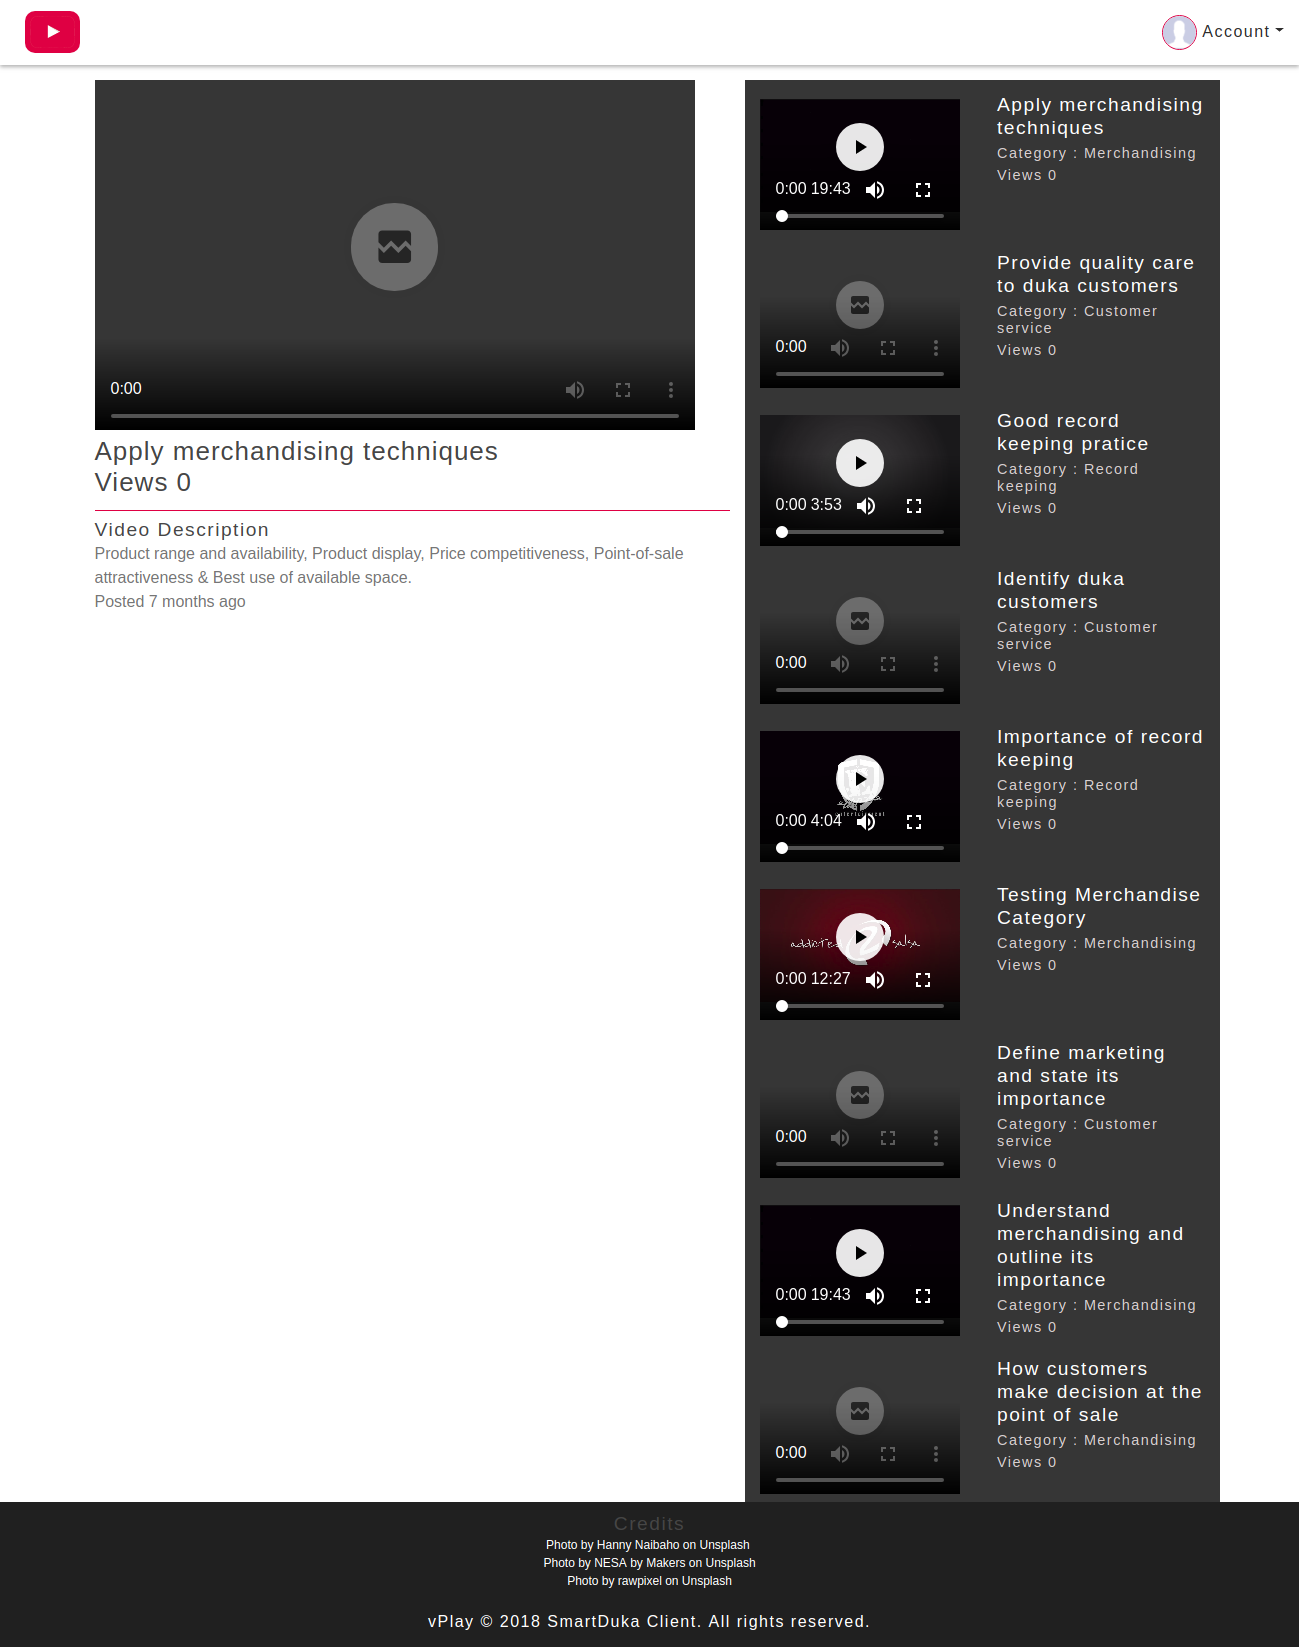 Account
0:00
Apply merchandising techniques
Views 0
Video Description
Product range and availability, Product display, Price competitiveness, Point-of-sale
attractiveness & Best use of available space.
Posted 7 months ago
0:00 19:43
Apply merchandising
techniques
Category : Merchandising
Views 0
0:00
Provide quality care
to duka customers
Category : Customer
service
Views 0
0:00 3:53
Good record
keeping pratice
Category : Record
keeping
Views 0
0:00
Identify duka
customers
Category : Customer
service
Views 0
0:00 4:04
Importance of record
keeping
Category : Record
keeping
Views 0
addicted 2 salsa
0:00 12:27
Testing Merchandise
Category
Category : Merchandising
Views 0
0:00
Define marketing
and state its
importance
Category : Customer
service
Views 0
0:00 19:43
Understand
merchandising and
outline its
importance
Category : Merchandising
Views 0
0:00
How customers
make decision at the
point of sale
Category : Merchandising
Views 0
Credits
Photo by Hanny Naibaho on Unsplash
Photo by NESA by Makers on Unsplash
Photo by rawpixel on Unsplash
vPlay © 2018 SmartDuka Client. All rights reserved.